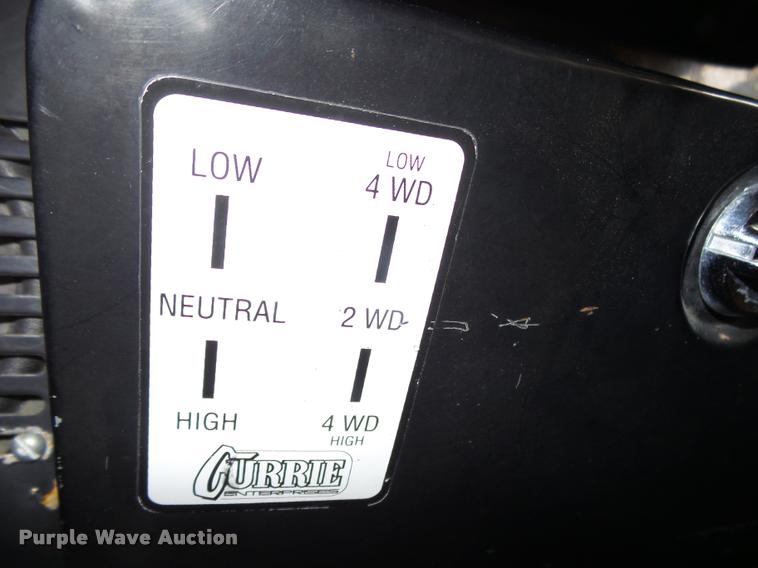 LOW
LOW
4 WD
NEUTRAL
2 WD
HIGH
4 WD
HIGH
CURRIE
ENTERPRISES
Purple Wave Auction